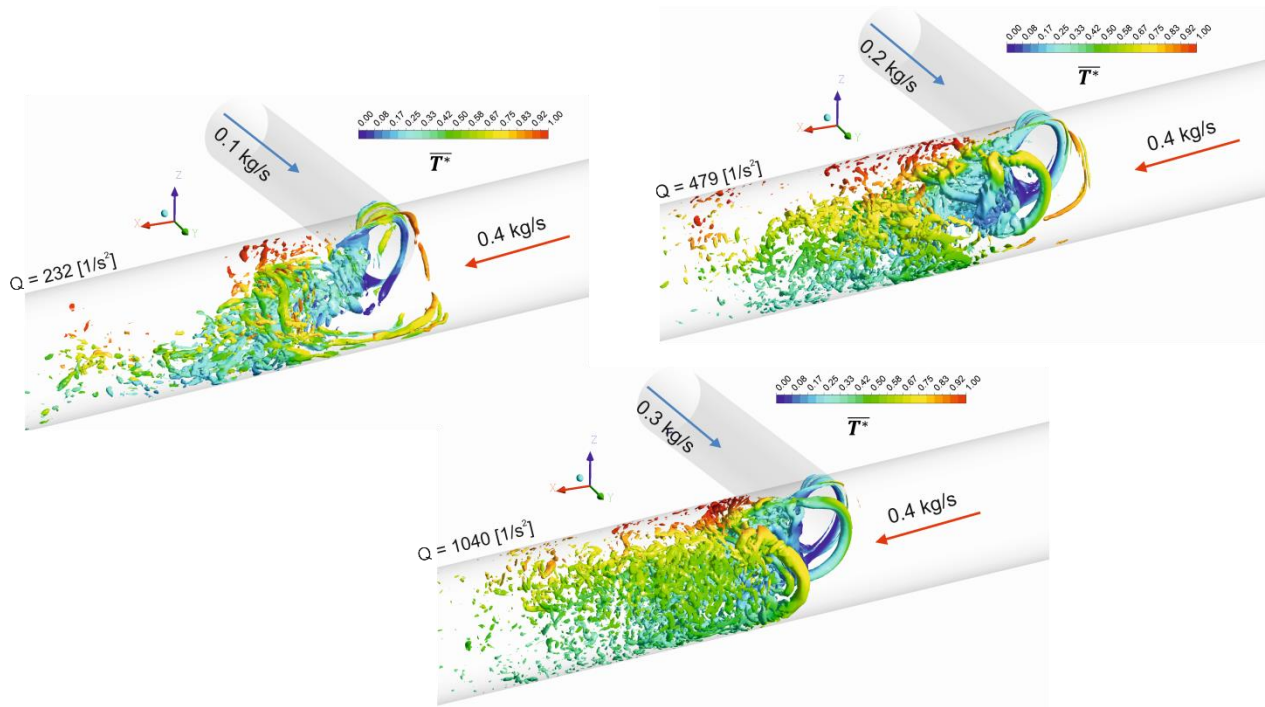 0.00 0.08 0.17 0.25 0.33 0.42 0.50 0.58 0.67 0.75 0.83 0.92 1.00
T*
0.1 kg/s
Z
X
Y
0.4 kg/s
Q = 232 [1/s²]
0.00 0.08 0.17 0.25 0.33 0.42 0.50 0.58 0.67 0.75 0.83 0.92 1.00
T*
0.2 kg/s
Z
X
Y
0.4 kg/s
Q = 479 [1/s²]
0.00 0.08 0.17 0.25 0.33 0.42 0.50 0.58 0.67 0.75 0.83 0.92 1.00
T*
0.3 kg/s
Z
X
Y
0.4 kg/s
Q = 1040 [1/s²]